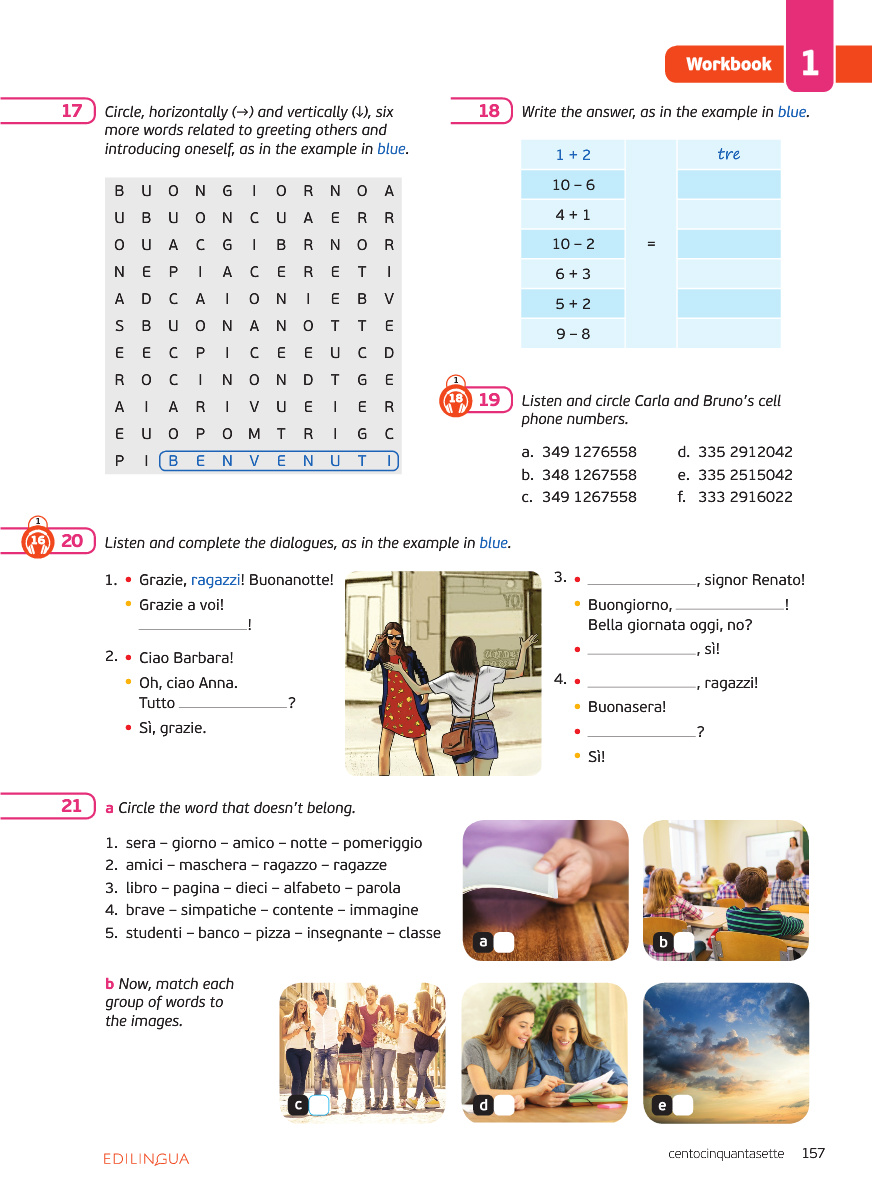 Workbook 1
17 Circle, horizontally (→) and vertically (↓), six
more words related to greeting others and
introducing oneself, as in the example in blue.
B U O N G I O R N O A
U B U O N C U A E R R
O U A C G I B R N O R
N E P I A C E R E T I
A D C A I O N I E B V
S B U O N A N O T T E
E E C P I C E E U C D
R O C I N O N D T G E
A I A R I V U E I E R
E U O P O M T R I G C
P I B E N V E N U T I
18 Write the answer, as in the example in blue.
1 + 2 tre
10 – 6
4 + 1
10 – 2 =
6 + 3
5 + 2
9 – 8
1
18
19 Listen and circle Carla and Bruno's cell
phone numbers.
a. 349 1276558 d. 335 2912042
b. 348 1267558 e. 335 2515042
c. 349 1267558 f. 333 2916022
1
16
20 Listen and complete the dialogues, as in the example in blue.
1. • Grazie, ragazzi! Buonanotte!
• Grazie a voi!
____________!
2. • Ciao Barbara!
• Oh, ciao Anna.
Tutto ____________?
• Sì, grazie.
YO!
3. • ____________, signor Renato!
• Buongiorno, ____________!
Bella giornata oggi, no?
• ____________, sì!
4. • ____________, ragazzi!
• Buonasera!
• ____________?
• Sì!
21 a Circle the word that doesn't belong.
1. sera – giorno – amico – notte – pomeriggio
2. amici – maschera – ragazzo – ragazze
3. libro – pagina – dieci – alfabeto – parola
4. brave – simpatiche – contente – immagine
5. studenti – banco – pizza – insegnante – classe
b Now, match each
group of words to
the images.
a
b
c
d
e
EDILINGUA
centocinquantasette 157